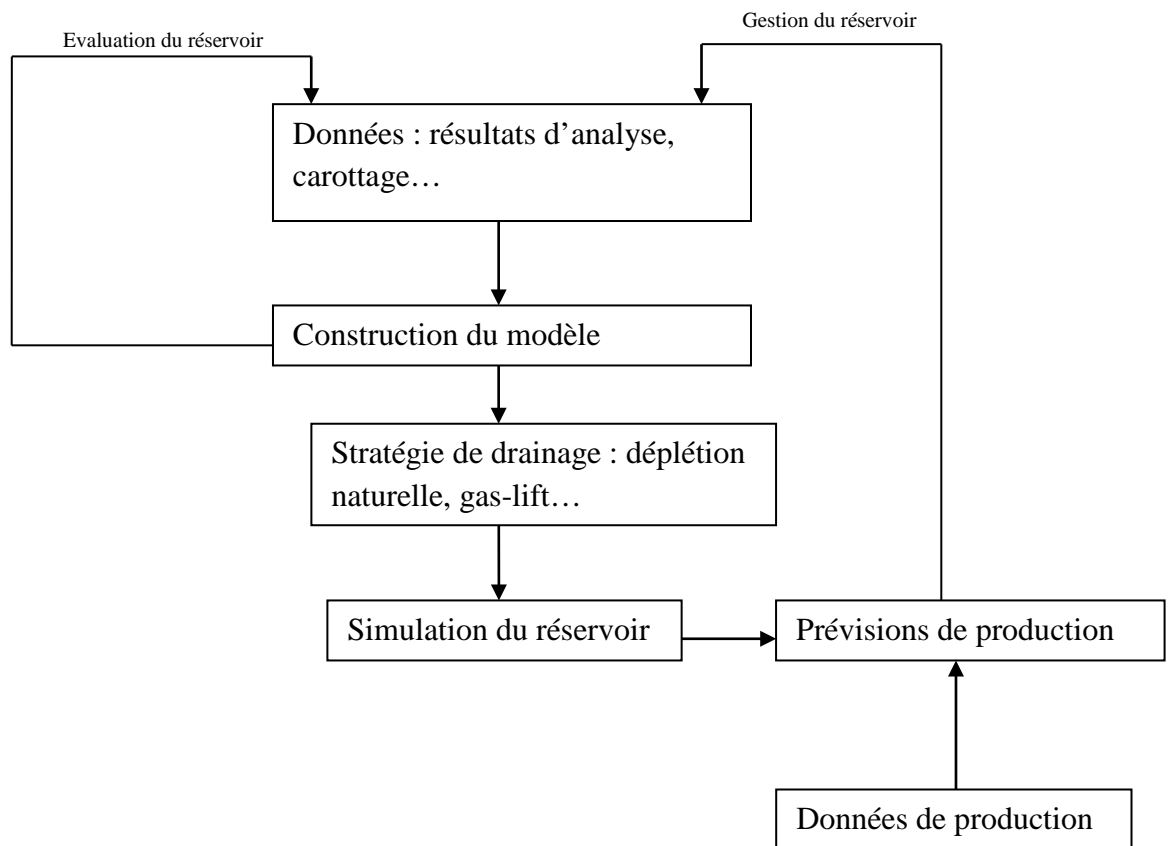 Gestion du réservoir
Evaluation du réservoir
Données : résultats d’analyse,
carottage…
Construction du modèle
Stratégie de drainage : déplétion
naturelle, gas-lift…
Simulation du réservoir
Prévisions de production
Données de production